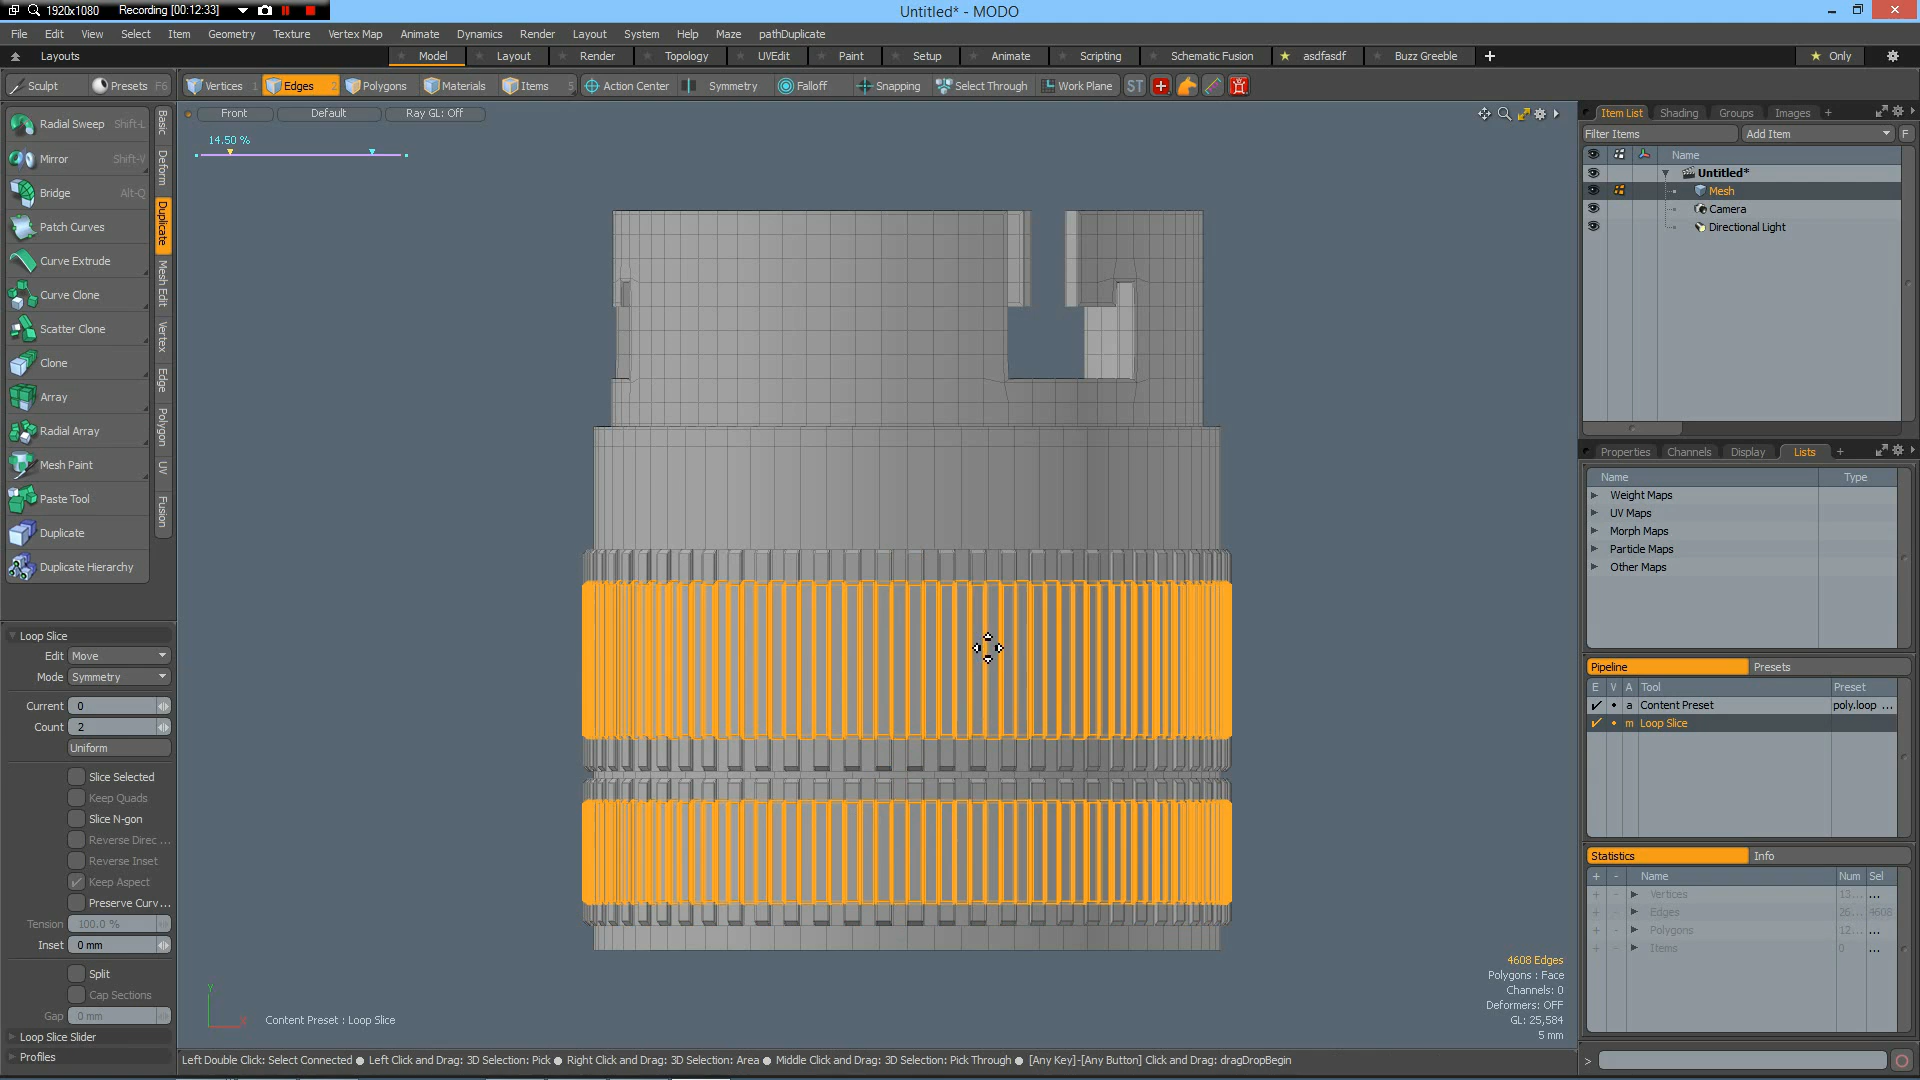 1920x1080 Recording [00:12:33]
Untitled* - MODO
File Edit View Select Item Geometry Texture Vertex Map Animate Dynamics Render Layout System Help Maze pathDuplicate
Layouts Model Layout Render Topology UVEdit Paint Setup Animate Scripting Schematic Fusion asdfasdf Buzz Greeble Only
Sculpt Presets F6 Vertices 1 Edges 2 Polygons Materials Items 5 Action Center Symmetry Falloff Snapping Select Through Work Plane ST
Radial Sweep Shift-L
Mirror Shift-V
Bridge Alt-Q
Patch Curves
Curve Extrude
Curve Clone
Scatter Clone
Clone
Array
Radial Array
Mesh Paint
Paste Tool
Duplicate
Duplicate Hierarchy
Basic
Deform
Duplicate
Mesh Edit
Vertex
Edge
Polygon
UV
Fusion
Loop Slice
Edit Move
Mode Symmetry
Current 0
Count 2
Uniform
Slice Selected
Keep Quads
Slice N-gon
Reverse Direc ...
Reverse Inset
Keep Aspect
Preserve Curv...
Tension 100.0 %
Inset 0 mm
Split
Cap Sections
Gap 0 mm
Loop Slice Slider
Profiles
Front Default Ray GL: Off
14.50 %
Y
X
Content Preset : Loop Slice
4608 Edges
Polygons : Face
Channels: 0
Deformers: OFF
GL: 25,584
5 mm
Left Double Click: Select Connected ● Left Click and Drag: 3D Selection: Pick ● Right Click and Drag: 3D Selection: Area ● Middle Click and Drag: 3D Selection: Pick Through ● [Any Key]-[Any Button] Click and Drag: dragDropBegin
Item List Shading Groups Images +
Filter Items Add Item F
Name
Untitled*
Mesh
Camera
Directional Light
Properties Channels Display Lists +
Name Type
Weight Maps
UV Maps
Morph Maps
Particle Maps
Other Maps
Pipeline Presets
E V A Tool Preset
a Content Preset poly.loop ...
m Loop Slice
Statistics Info
+ - Name Num Sel
+ - Vertices 13... ...
+ - Edges 26... 4608
+ - Polygons 12... ...
+ - Items 0 ...
>